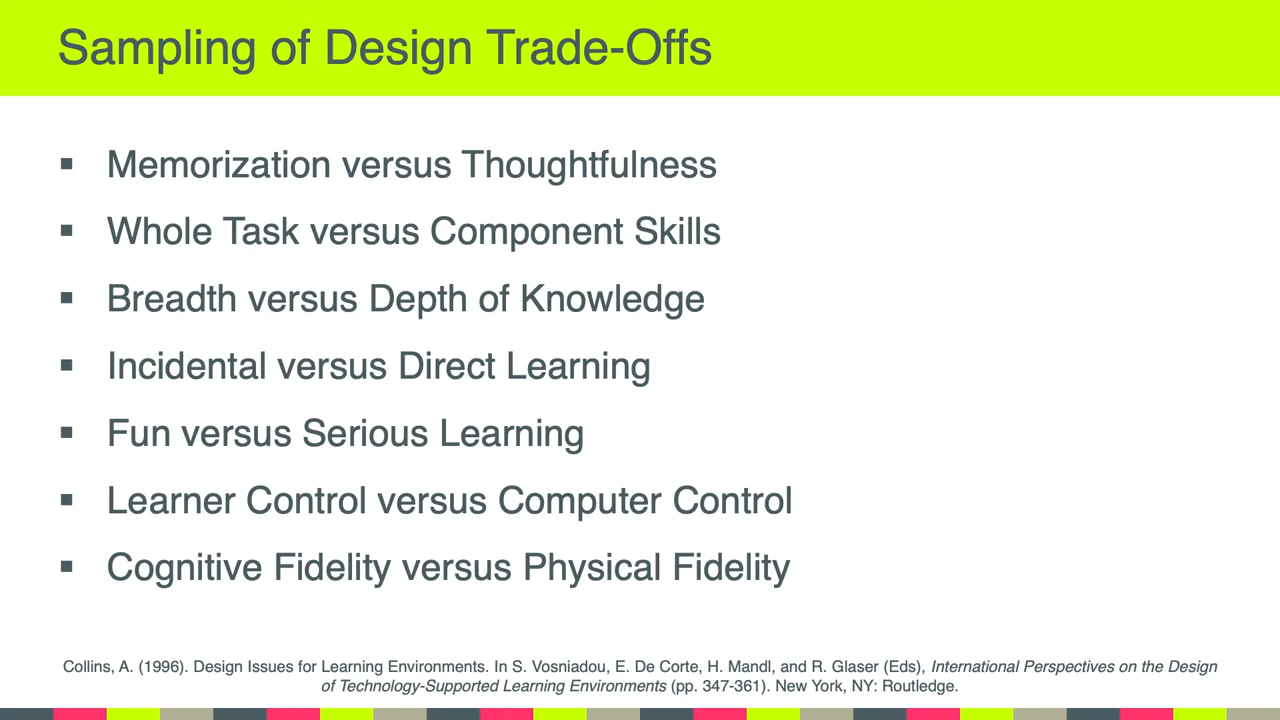 Sampling of Design Trade-Offs
▪ Memorization versus Thoughtfulness
▪ Whole Task versus Component Skills
▪ Breadth versus Depth of Knowledge
▪ Incidental versus Direct Learning
▪ Fun versus Serious Learning
▪ Learner Control versus Computer Control
▪ Cognitive Fidelity versus Physical Fidelity
Collins, A. (1996). Design Issues for Learning Environments. In S. Vosniadou, E. De Corte, H. Mandl, and R. Glaser (Eds), International Perspectives on the Design
of Technology-Supported Learning Environments (pp. 347-361). New York, NY: Routledge.